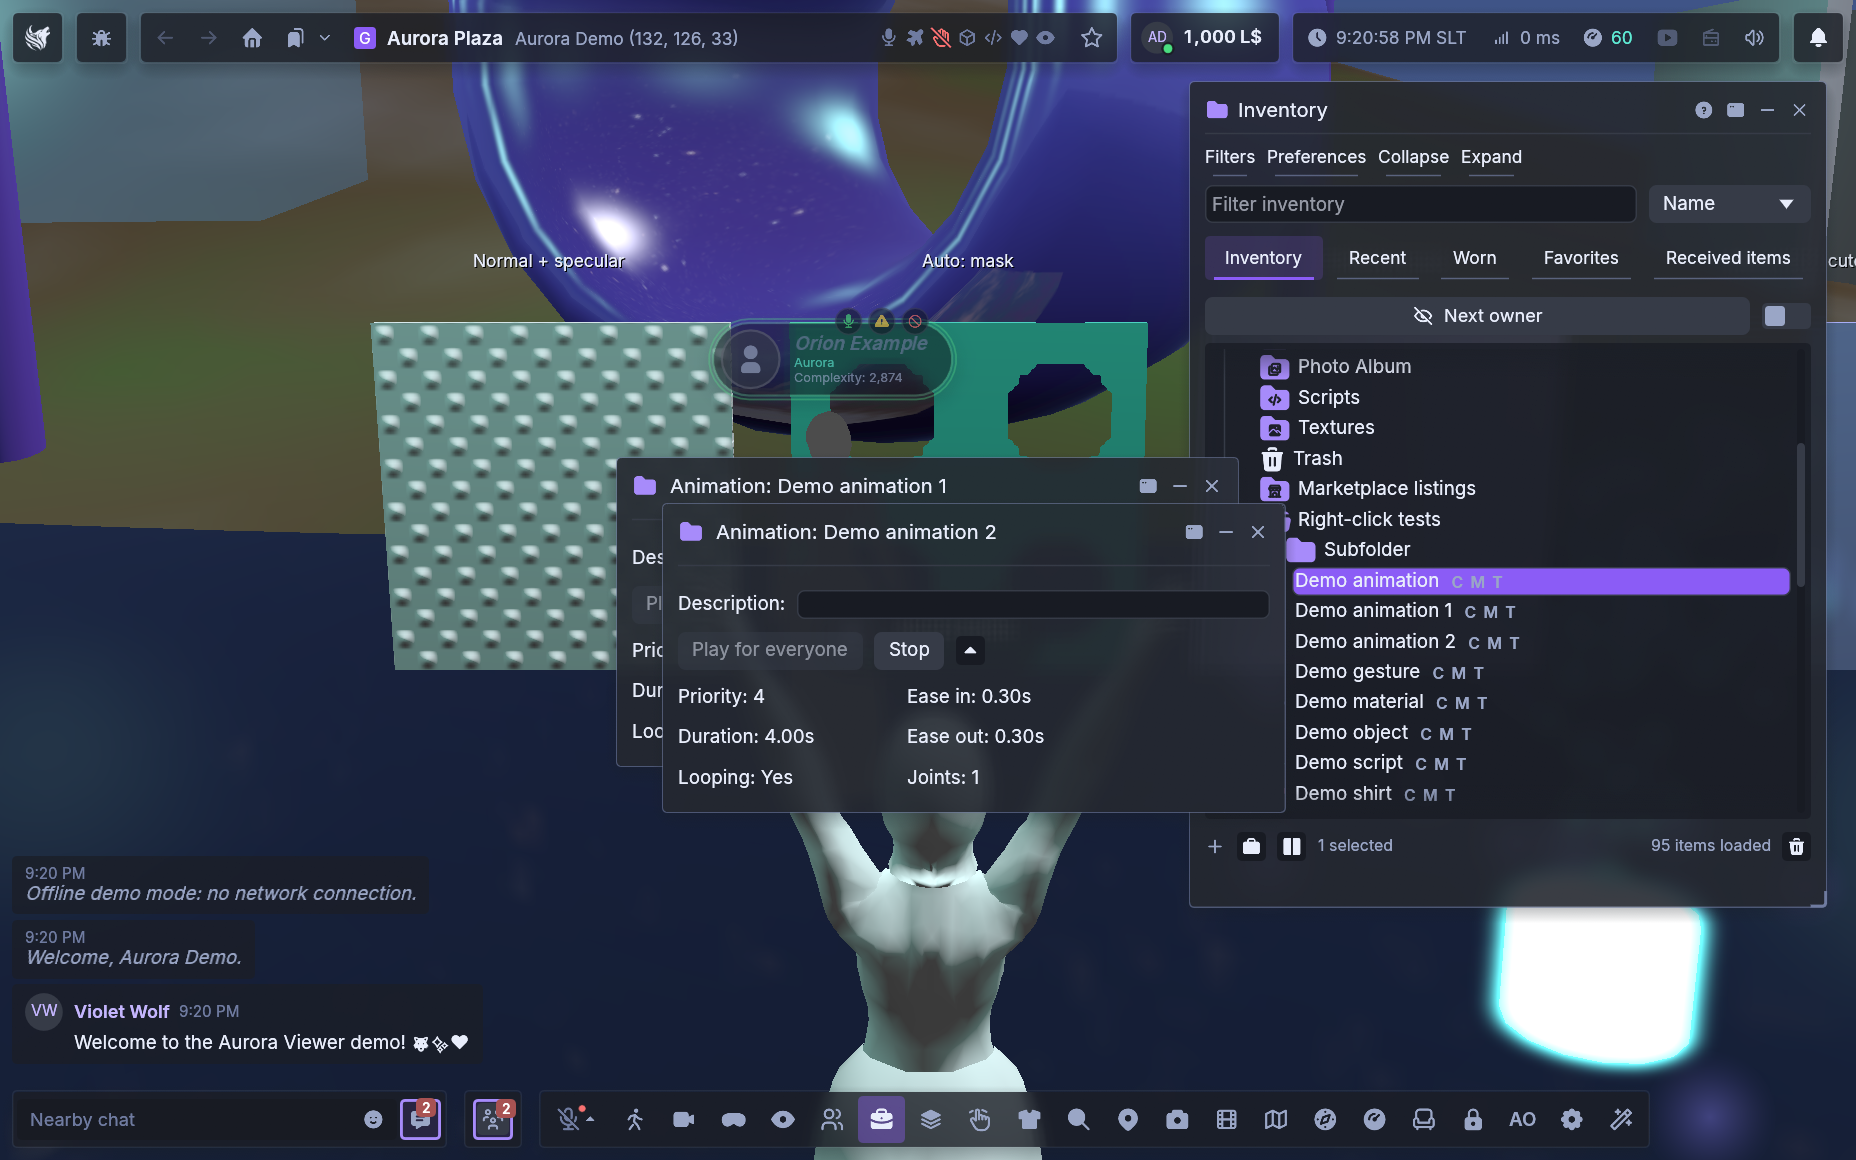 G Aurora Plaza Aurora Demo (132, 126, 33)
AD 1,000 L$
9:20:58 PM SLT 0 ms 60
Inventory
Filters Preferences Collapse Expand
Filter inventory
Name
Inventory Recent Worn Favorites Received items
Next owner
Photo Album
Scripts
Textures
Trash
Marketplace listings
Right-click tests
Subfolder
Demo animation C M T
Demo animation 1 C M T
Demo animation 2 C M T
Demo gesture C M T
Demo material C M T
Demo object C M T
Demo script C M T
Demo shirt C M T
1 selected
95 items loaded
Normal + specular
Auto: mask
Orion Example
Aurora
Complexity: 2,874
Animation: Demo animation 1
Animation: Demo animation 2
Description:
Play for everyone Stop
Priority: 4 Ease in: 0.30s
Duration: 4.00s Ease out: 0.30s
Looping: Yes Joints: 1
9:20 PM
Offline demo mode: no network connection.
9:20 PM
Welcome, Aurora Demo.
VW Violet Wolf 9:20 PM
Welcome to the Aurora Viewer demo!
Nearby chat
2
2
AO